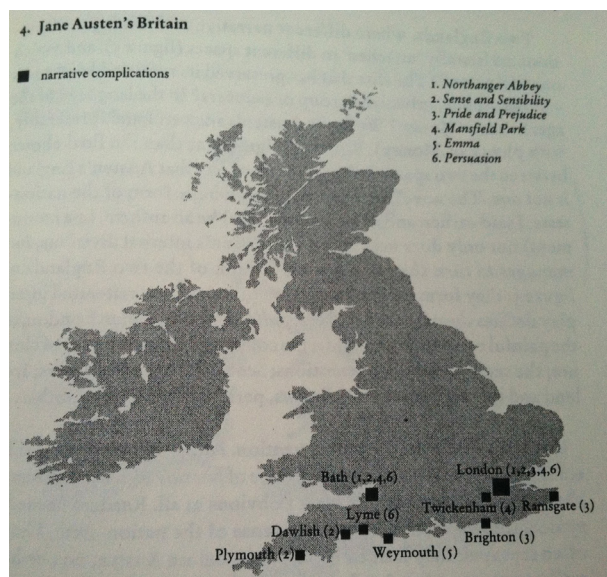 4. Jane Austen's Britain
narrative complications
1. Northanger Abbey
2. Sense and Sensibility
3. Pride and Prejudice
4. Mansfield Park
5. Emma
6. Persuasion
Bath (1,2,4,6)
London (1,2,3,4,6)
Lyme (6)
Twickenham (4)
Ramsgate (3)
Dawlish (2)
Brighton (3)
Plymouth (2)
Weymouth (5)